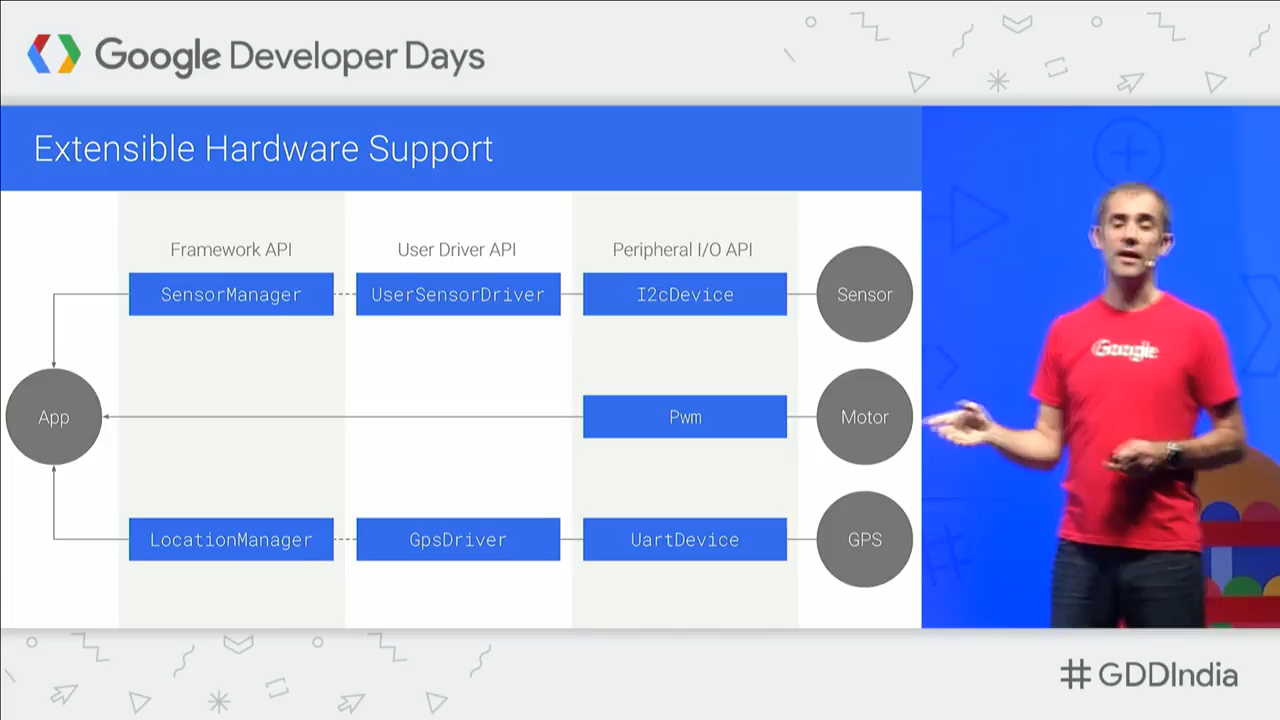 Google Developer Days
Extensible Hardware Support
Framework API
User Driver API
Peripheral I/O API
SensorManager
UserSensorDriver
I2cDevice
Sensor
App
Pwm
Motor
LocationManager
GpsDriver
UartDevice
GPS
Google
#GDDIndia